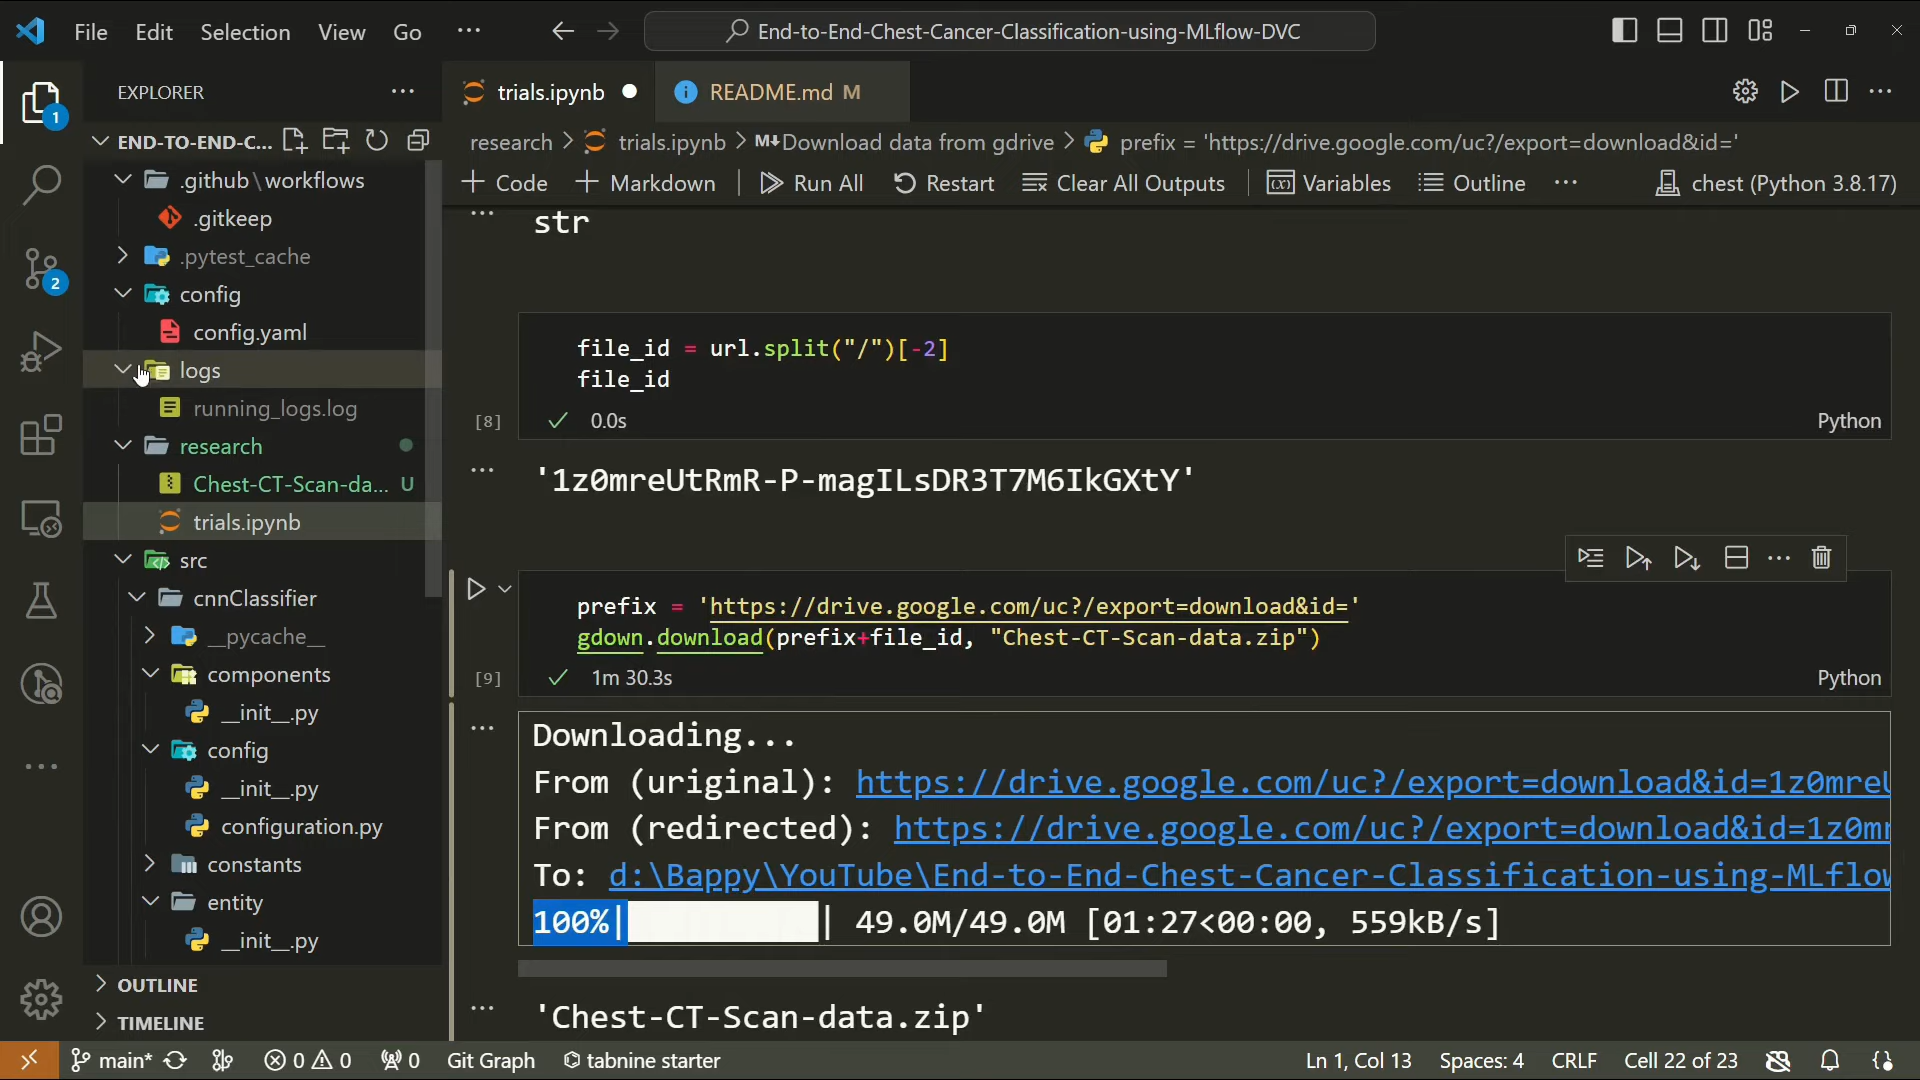 File Edit Selection View Go ··· End-to-End-Chest-Cancer-Classification-using-MLflow-DVC
EXPLORER ···
trials.ipynb
README.md M
1
END-TO-END-C...
research > trials.ipynb > M↓Download data from gdrive > prefix = 'https://drive.google.com/uc?/export=download&id='
+ Code + Markdown Run All Restart Clear All Outputs Variables Outline ··· chest (Python 3.8.17)
.github\workflows
.gitkeep
.pytest_cache
config
config.yaml
logs
running_logs.log
research
Chest-CT-Scan-da... U
trials.ipynb
src
cnnClassifier
__pycache__
components
__init__.py
config
__init__.py
configuration.py
constants
entity
__init__.py
OUTLINE
TIMELINE
2
str
file_id = url.split("/")[-2]
file_id
[8] 0.0s Python
'1z0mreUtRmR-P-magILsDR3T7M6IkGXtY'
prefix = 'https://drive.google.com/uc?/export=download&id='
gdown.download(prefix+file_id, "Chest-CT-Scan-data.zip")
[9] 1m 30.3s Python
Downloading...
From (uriginal): https://drive.google.com/uc?/export=download&id=1z0mreU
From (redirected): https://drive.google.com/uc?/export=download&id=1z0mr
To: d:\Bappy\YouTube\End-to-End-Chest-Cancer-Classification-using-MLflow
100%| | 49.0M/49.0M [01:27<00:00, 559kB/s]
'Chest-CT-Scan-data.zip'
main* 0 0 0 Git Graph tabnine starter Ln 1, Col 13 Spaces: 4 CRLF Cell 22 of 23